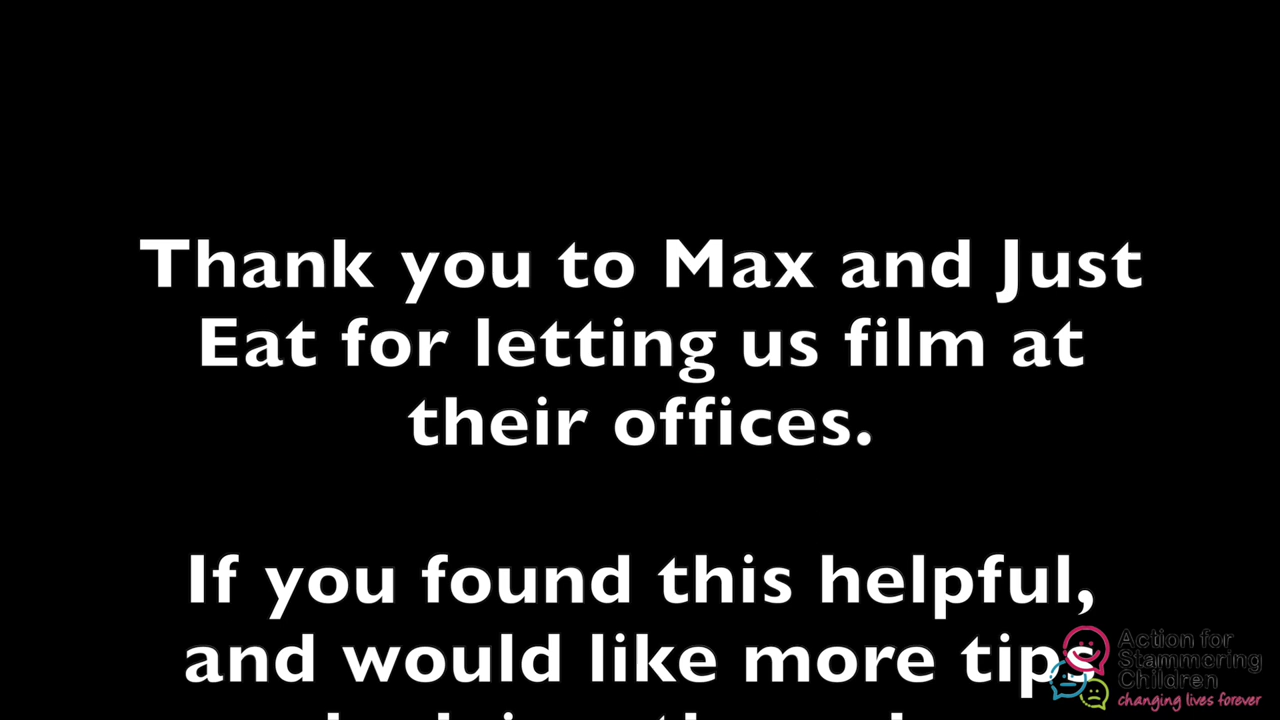 Thank you to Max and Just
Eat for letting us film at
their offices.
If you found this helpful,
and would like more tips
Action for
Stammering
Children
changing lives forever